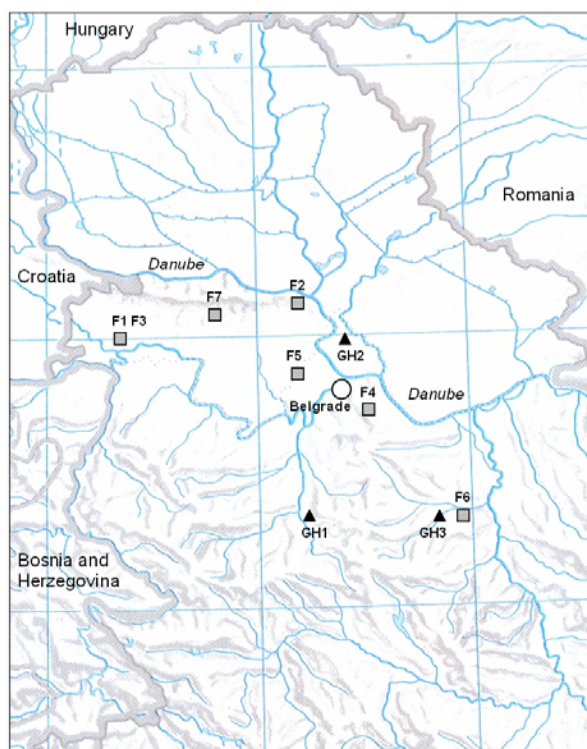 Hungary
Romania
Croatia
Danube
F2
F7
F1 F3
GH2
F5
Belgrade
F4
Danube
F6
GH1
GH3
Bosnia and
Herzegovina